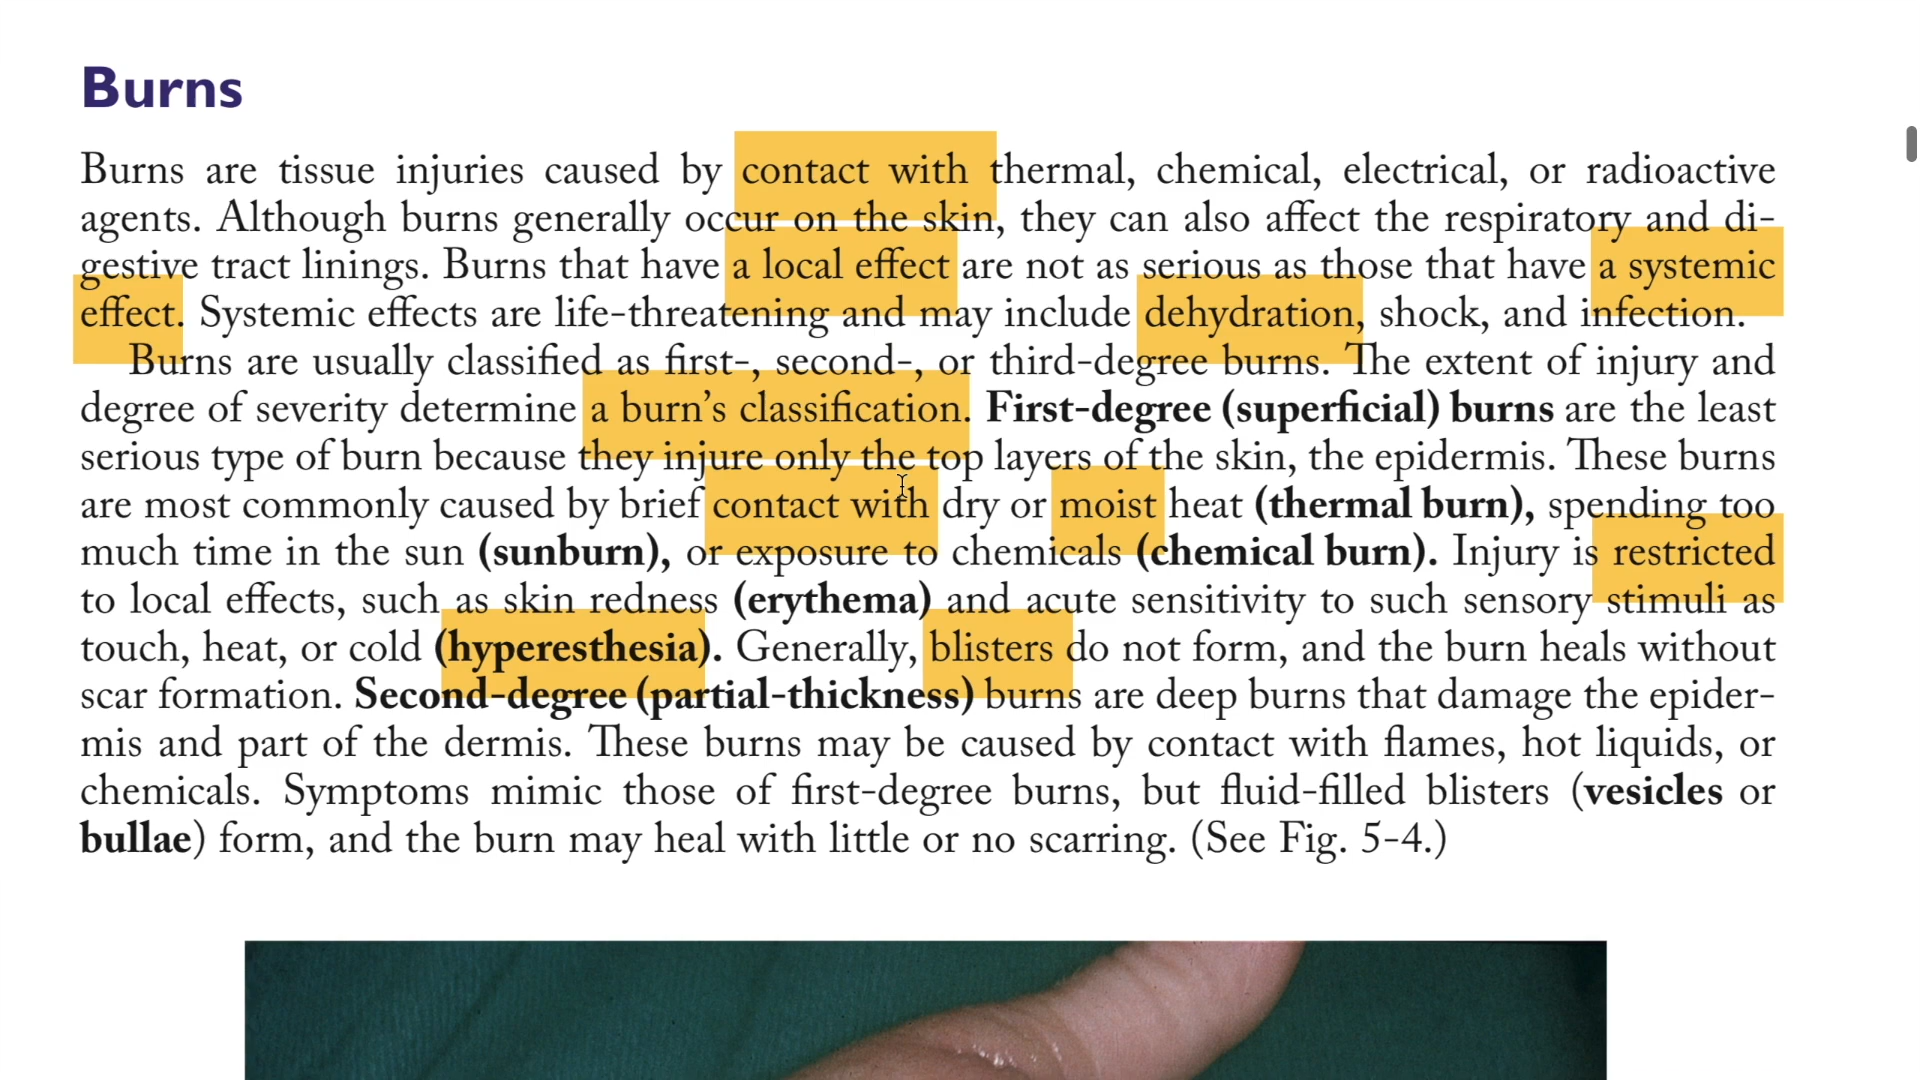 Burns
Burns are tissue injuries caused by contact with thermal, chemical, electrical, or radioactive
agents. Although burns generally occur on the skin, they can also affect the respiratory and di-
gestive tract linings. Burns that have a local effect are not as serious as those that have a systemic
effect. Systemic effects are life-threatening and may include dehydration, shock, and infection.
Burns are usually classified as first-, second-, or third-degree burns. The extent of injury and
degree of severity determine a burn’s classification. First-degree (superficial) burns are the least
serious type of burn because they injure only the top layers of the skin, the epidermis. These burns
are most commonly caused by brief contact with dry or moist heat (thermal burn), spending too
much time in the sun (sunburn), or exposure to chemicals (chemical burn). Injury is restricted
to local effects, such as skin redness (erythema) and acute sensitivity to such sensory stimuli as
touch, heat, or cold (hyperesthesia). Generally, blisters do not form, and the burn heals without
scar formation. Second-degree (partial-thickness) burns are deep burns that damage the epider-
mis and part of the dermis. These burns may be caused by contact with flames, hot liquids, or
chemicals. Symptoms mimic those of first-degree burns, but fluid-filled blisters (vesicles or
bullae) form, and the burn may heal with little or no scarring. (See Fig. 5-4.)